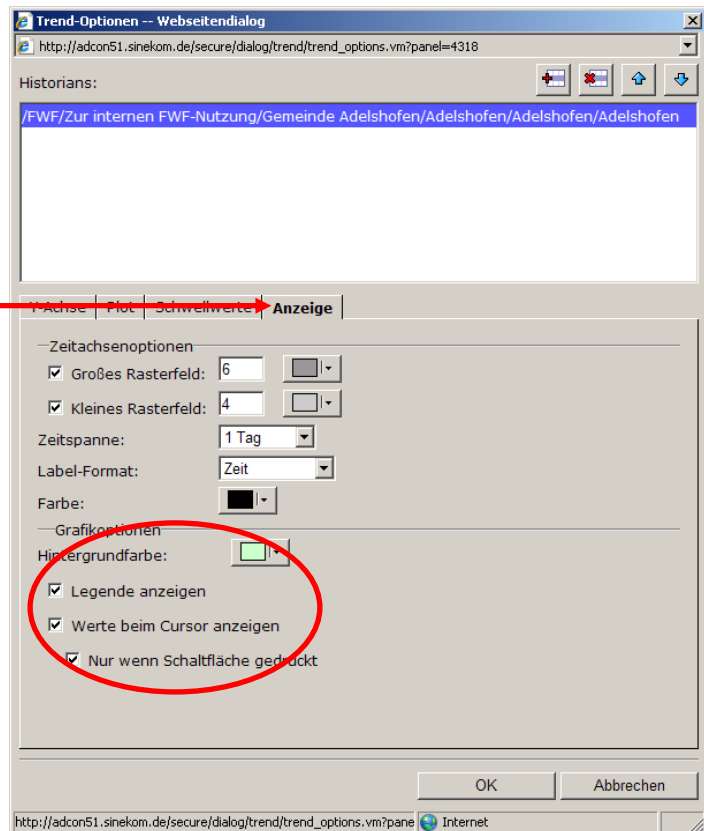 Trend-Optionen -- Webseitendialog
http://adcon51.sinekom.de/secure/dialog/trend/trend_options.vm?panel=4318
Historians:
/FWF/Zur internen FWF-Nutzung/Gemeinde Adelshofen/Adelshofen/Adelshofen/Adelshofen
Y-Achse Plot Schwellwerte Anzeige
Zeitachsenoptionen
Großes Rasterfeld: 6
Kleines Rasterfeld: 4
Zeitspanne: 1 Tag
Label-Format: Zeit
Farbe:
Grafikoptionen
Hintergrundfarbe:
Legende anzeigen
Werte beim Cursor anzeigen
Nur wenn Schaltfläche gedrückt
OK Abbrechen
http://adcon51.sinekom.de/secure/dialog/trend/trend_options.vm?pane Internet